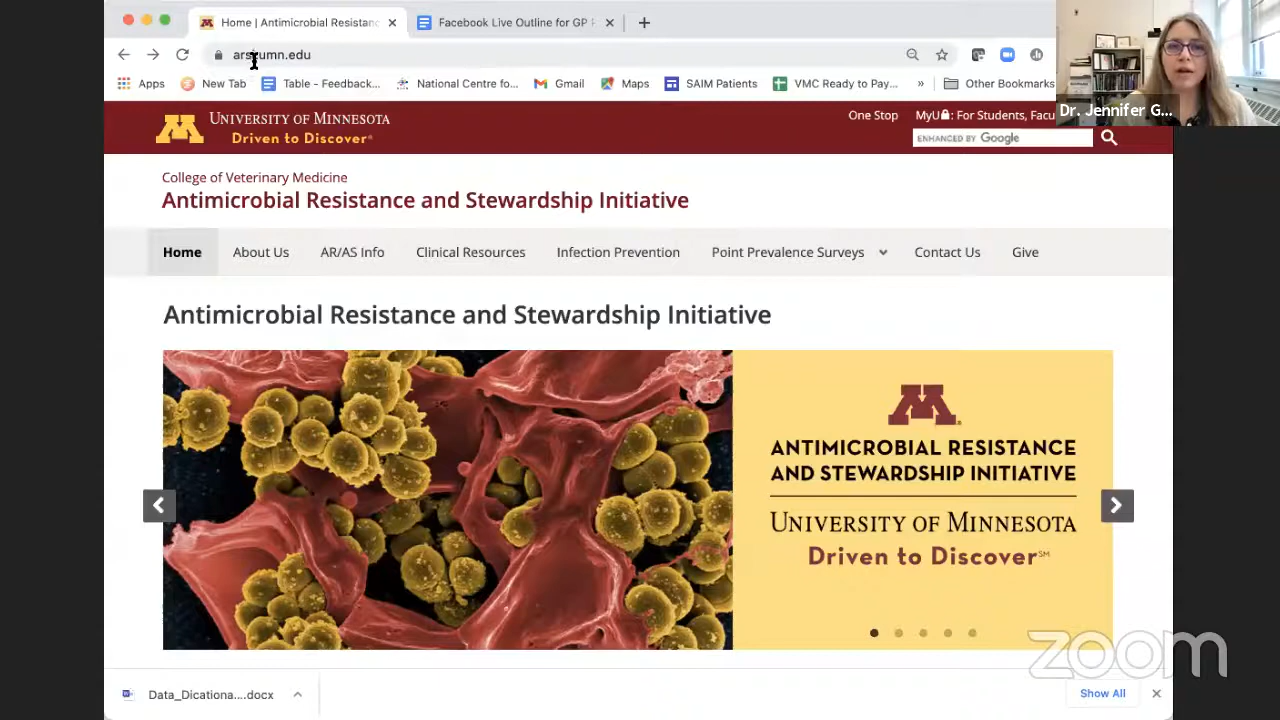 Home | Antimicrobial Resistanc
Facebook Live Outline for GP
umn.edu
Apps
New Tab
Table - Feedback...
National Centre fo...
Gmail
Maps
SAIM Patients
VMC Ready to Pay...
»
Other Bookmarks
Dr. Jennifer G...
UNIVERSITY OF MINNESOTA
Driven to Discover®
One Stop
MyU: For Students, Facu
ENHANCED BY Google
College of Veterinary Medicine
Antimicrobial Resistance and Stewardship Initiative
Home
About Us
AR/AS Info
Clinical Resources
Infection Prevention
Point Prevalence Surveys
Contact Us
Give
Antimicrobial Resistance and Stewardship Initiative
M
ANTIMICROBIAL RESISTANCE
AND STEWARDSHIP INITIATIVE
UNIVERSITY OF MINNESOTA
Driven to Discover℠
zoom
Data_Dicationa....docx
Show All